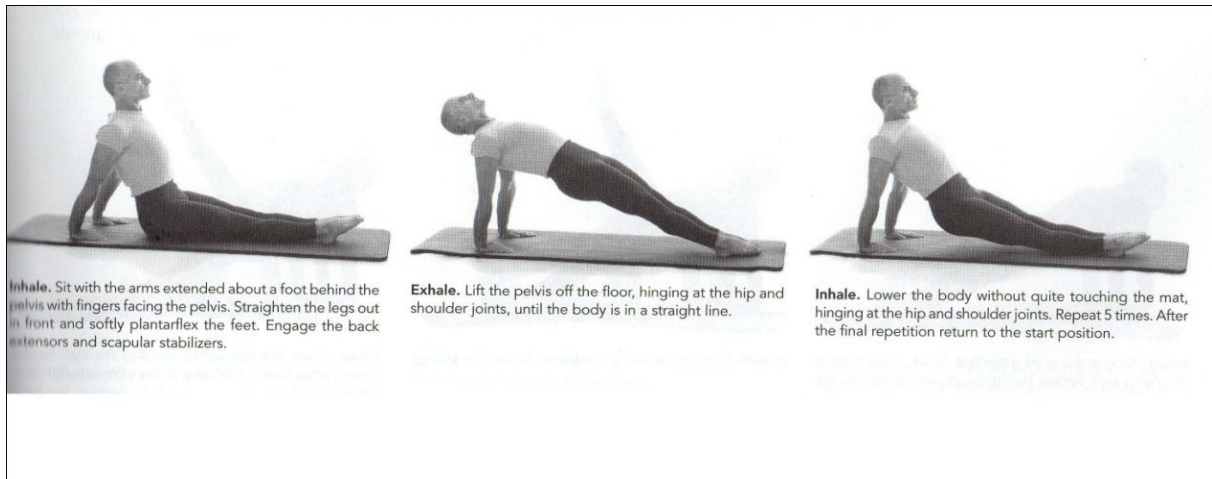 Inhale. Sit with the arms extended about a foot behind the
pelvis with fingers facing the pelvis. Straighten the legs out
in front and softly plantarflex the feet. Engage the back
extensors and scapular stabilizers.
Exhale. Lift the pelvis off the floor, hinging at the hip and
shoulder joints, until the body is in a straight line.
Inhale. Lower the body without quite touching the mat,
hinging at the hip and shoulder joints. Repeat 5 times. After
the final repetition return to the start position.